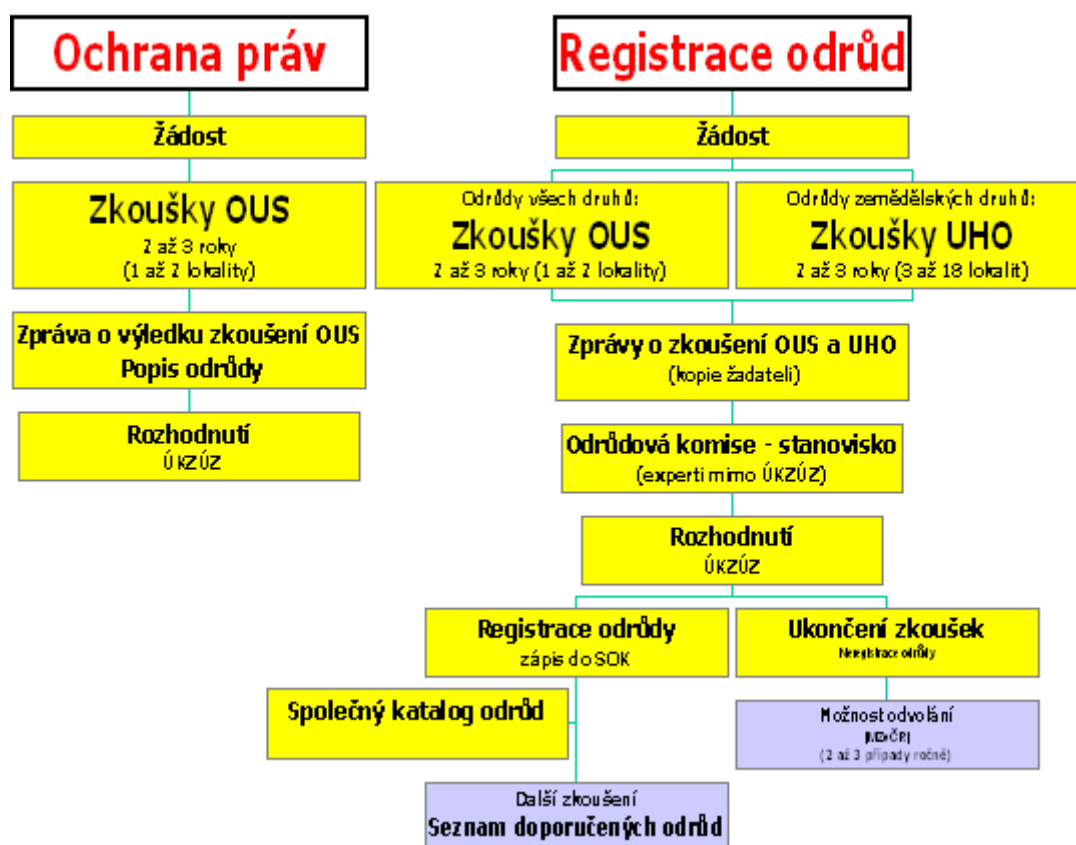 Ochrana práv
Žádost
Zkoušky OUS
2 až 3 roky
(1 až 2 lokality)
Zpráva o výledku zkoušení OUS
Popis odrůdy
Rozhodnutí
ÚKZÚZ
Registrace odrůd
Žádost
Odrůdy všech druhů:
Zkoušky OUS
2 až 3 roky (1 až 2 lokality)
Odrůdy zemědělských druhů:
Zkoušky UHO
2 až 3 roky (3 až 18 lokalit)
Zprávy o zkoušení OUS a UHO
(kopie žadateli)
Odrůdová komise - stanovisko
(experti mimo ÚKZÚZ)
Rozhodnutí
ÚKZÚZ
Registrace odrůdy
zápis do SOK
Ukončení zkoušek
Neregistrace odrůdy
Společný katalog odrůd
Možnost odvolání
(MZeČR)
(2 až 3 případy ročně)
Další zkoušení
Seznam doporučených odrůd